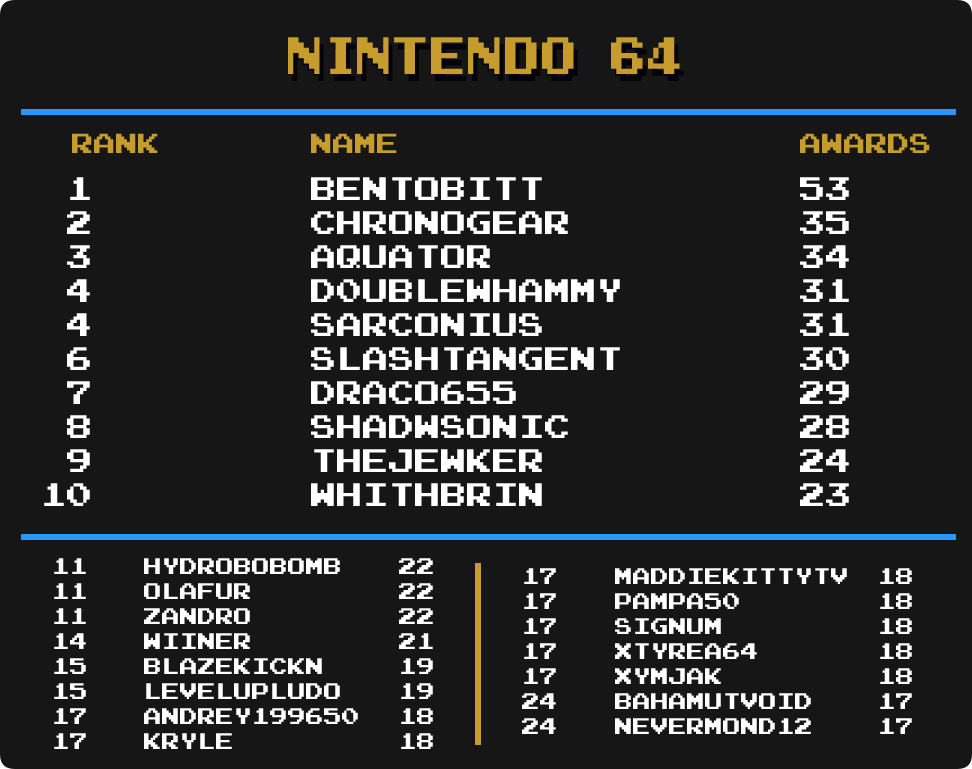 NINTENDO 64
RANK NAME AWARDS
1 BENTOBITT 53
2 CHRONOGEAR 35
3 AQUATOR 34
4 DOUBLEWHAMMY 31
4 SARCONIUS 31
6 SLASHTANGENT 30
7 DRACO655 29
8 SHADWSONIC 28
9 THEJEWKER 24
10 WHITHBRIN 23
11 HYDROBOBOMB 22
11 OLAFUR 22
11 ZANDRO 22
14 WIINER 21
15 BLAZEKICKN 19
15 LEVELUPLUDO 19
17 ANDREY199650 18
17 KRYLE 18
17 MADDIEKITTYTV 18
17 PAMPA50 18
17 SIGNUM 18
17 XTYREA64 18
17 XYMJAK 18
24 BAHAMUTVOID 17
24 NEVERMOND12 17